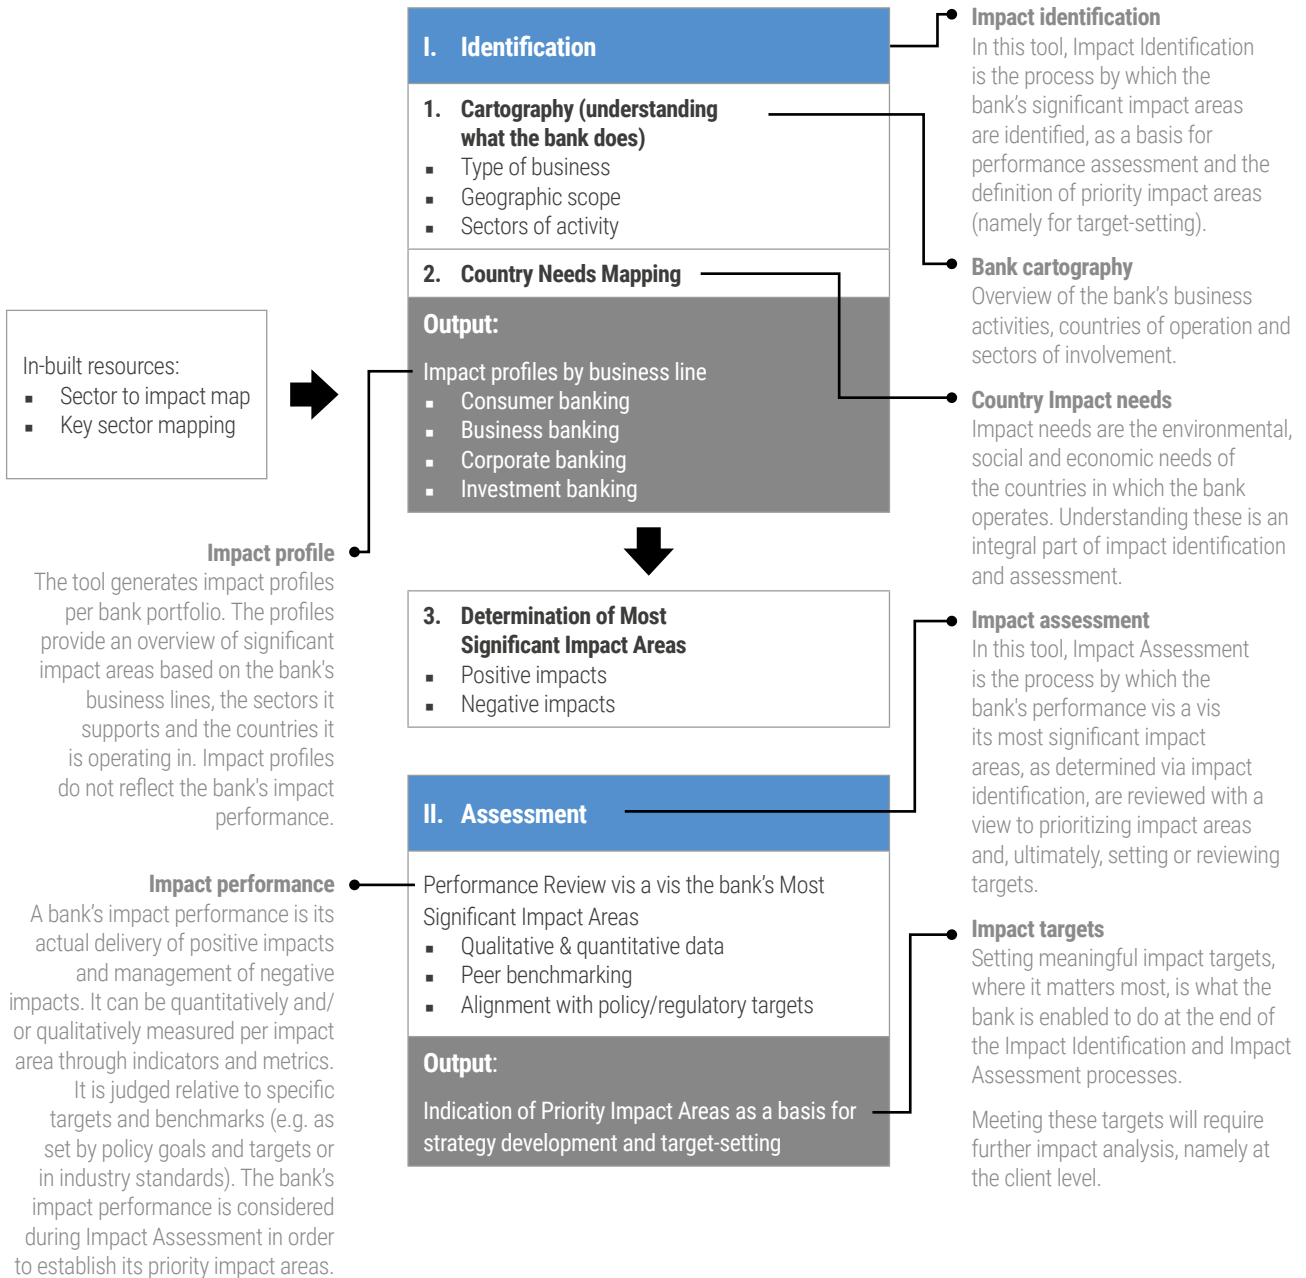 I. Identification
1. Cartography (understanding
what the bank does)
▪ Type of business
▪ Geographic scope
▪ Sectors of activity
2. Country Needs Mapping
Output:
Impact profiles by business line
▪ Consumer banking
▪ Business banking
▪ Corporate banking
▪ Investment banking
In-built resources:
▪ Sector to impact map
▪ Key sector mapping
3. Determination of Most
Significant Impact Areas
▪ Positive impacts
▪ Negative impacts
II. Assessment
Performance Review vis a vis the bank’s Most
Significant Impact Areas
▪ Qualitative & quantitative data
▪ Peer benchmarking
▪ Alignment with policy/regulatory targets
Output:
Indication of Priority Impact Areas as a basis for
strategy development and target-setting
Impact profile
The tool generates impact profiles
per bank portfolio. The profiles
provide an overview of significant
impact areas based on the bank's
business lines, the sectors it
supports and the countries it
is operating in. Impact profiles
do not reflect the bank's impact
performance.
Impact performance
A bank’s impact performance is its
actual delivery of positive impacts
and management of negative
impacts. It can be quantitatively and/
or qualitatively measured per impact
area through indicators and metrics.
It is judged relative to specific
targets and benchmarks (e.g. as
set by policy goals and targets or
in industry standards). The bank’s
impact performance is considered
during Impact Assessment in order
to establish its priority impact areas.
Impact identification
In this tool, Impact Identification
is the process by which the
bank’s significant impact areas
are identified, as a basis for
performance assessment and the
definition of priority impact areas
(namely for target-setting).
Bank cartography
Overview of the bank’s business
activities, countries of operation and
sectors of involvement.
Country Impact needs
Impact needs are the environmental,
social and economic needs of
the countries in which the bank
operates. Understanding these is an
integral part of impact identification
and assessment.
Impact assessment
In this tool, Impact Assessment
is the process by which the
bank's performance vis a vis
its most significant impact
areas, as determined via impact
identification, are reviewed with a
view to prioritizing impact areas
and, ultimately, setting or reviewing
targets.
Impact targets
Setting meaningful impact targets,
where it matters most, is what the
bank is enabled to do at the end of
the Impact Identification and Impact
Assessment processes.
Meeting these targets will require
further impact analysis, namely at
the client level.